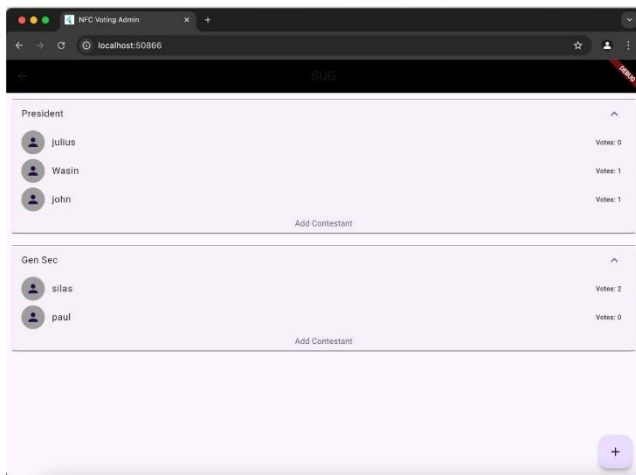 NFC Voting Admin
localhost:50866
SUG
DEBUG
President
julius Votes: 0
Wasin Votes: 1
john Votes: 1
Add Contestant
Gen Sec
silas Votes: 2
paul Votes: 0
Add Contestant